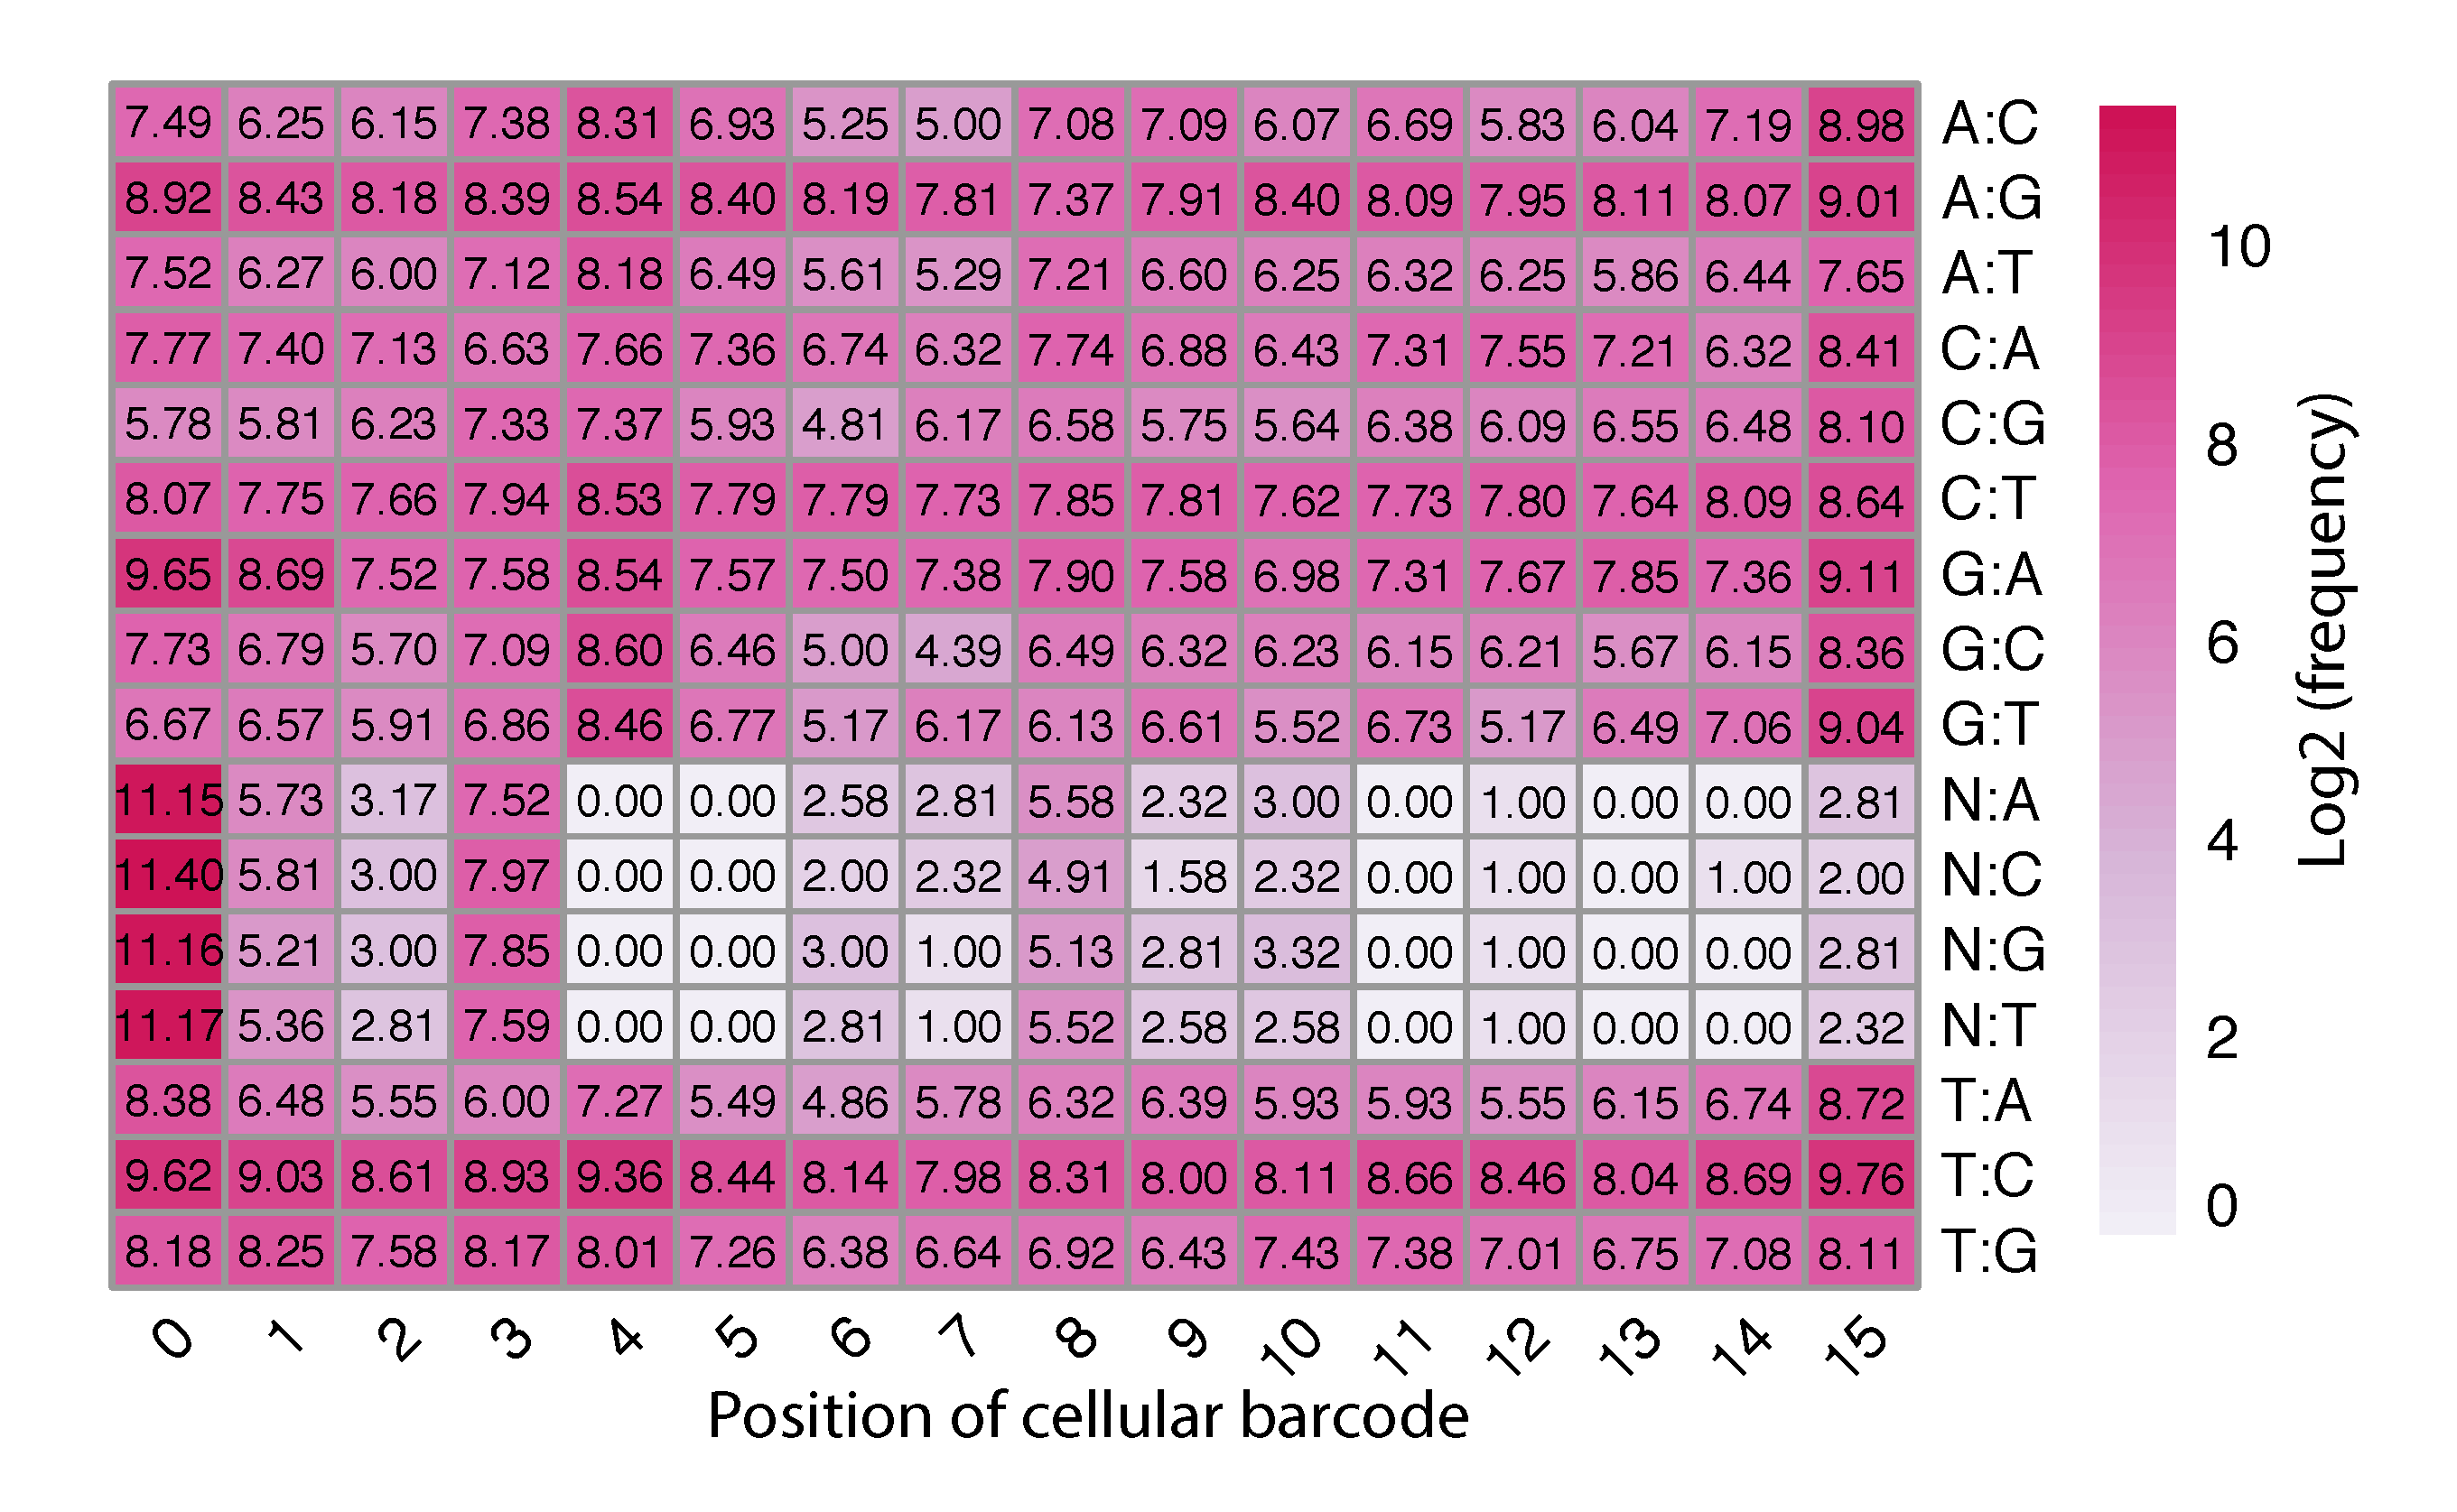 7.49 6.25 6.15 7.38 8.31 6.93 5.25 5.00 7.08 7.09 6.07 6.69 5.83 6.04 7.19 8.98 A:C
8.92 8.43 8.18 8.39 8.54 8.40 8.19 7.81 7.37 7.91 8.40 8.09 7.95 8.11 8.07 9.01 A:G
7.52 6.27 6.00 7.12 8.18 6.49 5.61 5.29 7.21 6.60 6.25 6.32 6.25 5.86 6.44 7.65 A:T
7.77 7.40 7.13 6.63 7.66 7.36 6.74 6.32 7.74 6.88 6.43 7.31 7.55 7.21 6.32 8.41 C:A
5.78 5.81 6.23 7.33 7.37 5.93 4.81 6.17 6.58 5.75 5.64 6.38 6.09 6.55 6.48 8.10 C:G
8.07 7.75 7.66 7.94 8.53 7.79 7.79 7.73 7.85 7.81 7.62 7.73 7.80 7.64 8.09 8.64 C:T
9.65 8.69 7.52 7.58 8.54 7.57 7.50 7.38 7.90 7.58 6.98 7.31 7.67 7.85 7.36 9.11 G:A
7.73 6.79 5.70 7.09 8.60 6.46 5.00 4.39 6.49 6.32 6.23 6.15 6.21 5.67 6.15 8.36 G:C
6.67 6.57 5.91 6.86 8.46 6.77 5.17 6.17 6.13 6.61 5.52 6.73 5.17 6.49 7.06 9.04 G:T
11.15 5.73 3.17 7.52 0.00 0.00 2.58 2.81 5.58 2.32 3.00 0.00 1.00 0.00 0.00 2.81 N:A
11.40 5.81 3.00 7.97 0.00 0.00 2.00 2.32 4.91 1.58 2.32 0.00 1.00 0.00 1.00 2.00 N:C
11.16 5.21 3.00 7.85 0.00 0.00 3.00 1.00 5.13 2.81 3.32 0.00 1.00 0.00 0.00 2.81 N:G
11.17 5.36 2.81 7.59 0.00 0.00 2.81 1.00 5.52 2.58 2.58 0.00 1.00 0.00 0.00 2.32 N:T
8.38 6.48 5.55 6.00 7.27 5.49 4.86 5.78 6.32 6.39 5.93 5.93 5.55 6.15 6.74 8.72 T:A
9.62 9.03 8.61 8.93 9.36 8.44 8.14 7.98 8.31 8.00 8.11 8.66 8.46 8.04 8.69 9.76 T:C
8.18 8.25 7.58 8.17 8.01 7.26 6.38 6.64 6.92 6.43 7.43 7.38 7.01 6.75 7.08 8.11 T:G
0 1 2 3 4 5 6 7 8 9 10 11 12 13 14 15
Position of cellular barcode
10
8
6
4
2
0
Log2 (frequency)